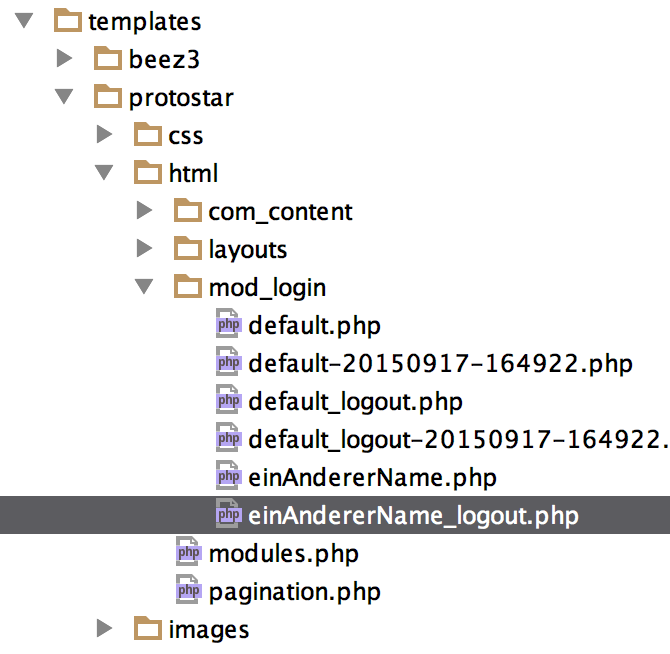 templates
beez3
protostar
css
html
com_content
layouts
mod_login
php default.php
php default-20150917-164922.php
php default_logout.php
php default_logout-20150917-164922.
php einAndererName.php
php einAndererName_logout.php
php modules.php
php pagination.php
images